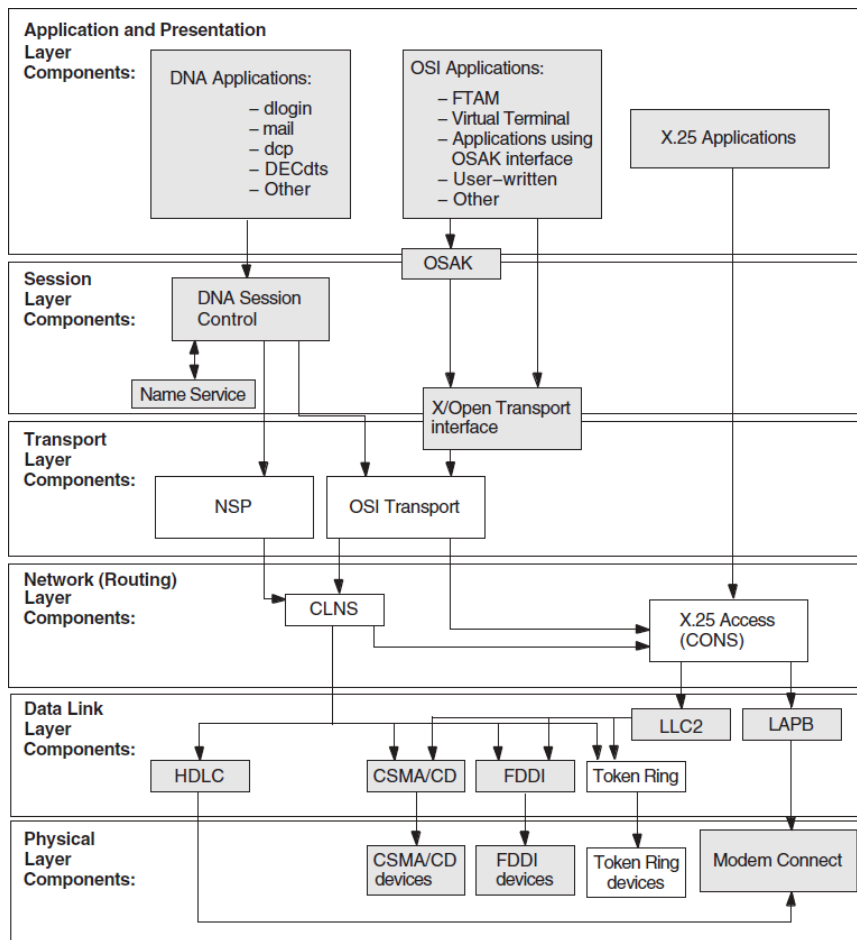 Application and Presentation
Layer
Components:
DNA Applications:
– dlogin
– mail
– dcp
– DECdts
– Other
OSI Applications:
– FTAM
– Virtual Terminal
– Applications using
OSAK interface
– User–written
– Other
X.25 Applications
OSAK
Session
Layer
Components:
DNA Session
Control
Name Service
X/Open Transport
interface
Transport
Layer
Components:
NSP
OSI Transport
Network (Routing)
Layer
Components:
CLNS
X.25 Access
(CONS)
Data Link
Layer
Components:
LLC2
LAPB
HDLC
CSMA/CD
FDDI
Token Ring
Physical
Layer
Components:
CSMA/CD
devices
FDDI
devices
Token Ring
devices
Modem Connect